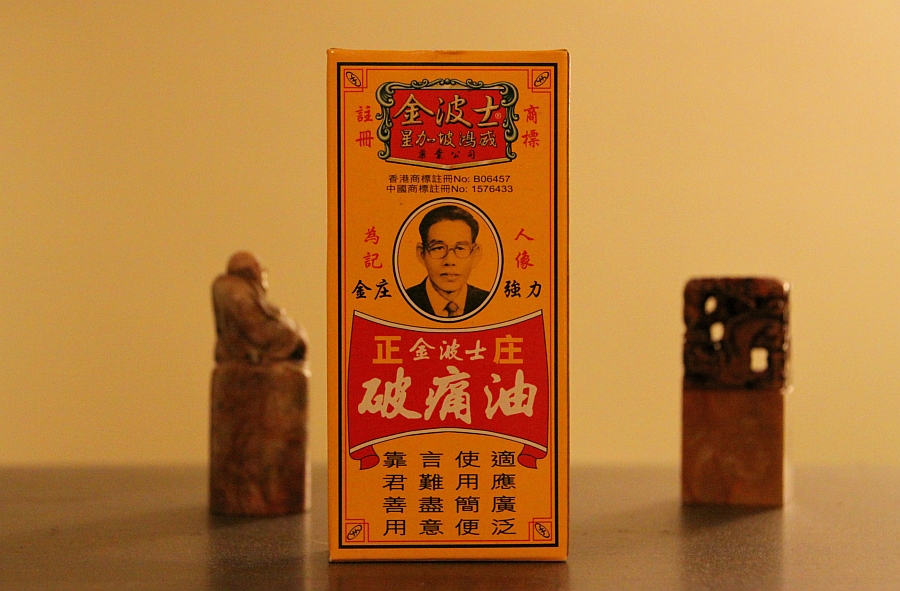 商標
註冊
金波士®
星加坡鴻威
藥業公司
香港商標註冊No: B06457
中國商標註冊No: 1576433
人像
為記
金庄 強力
正金波士庄
破痛油
適應廣泛
使用簡便
言難盡意
靠君善用